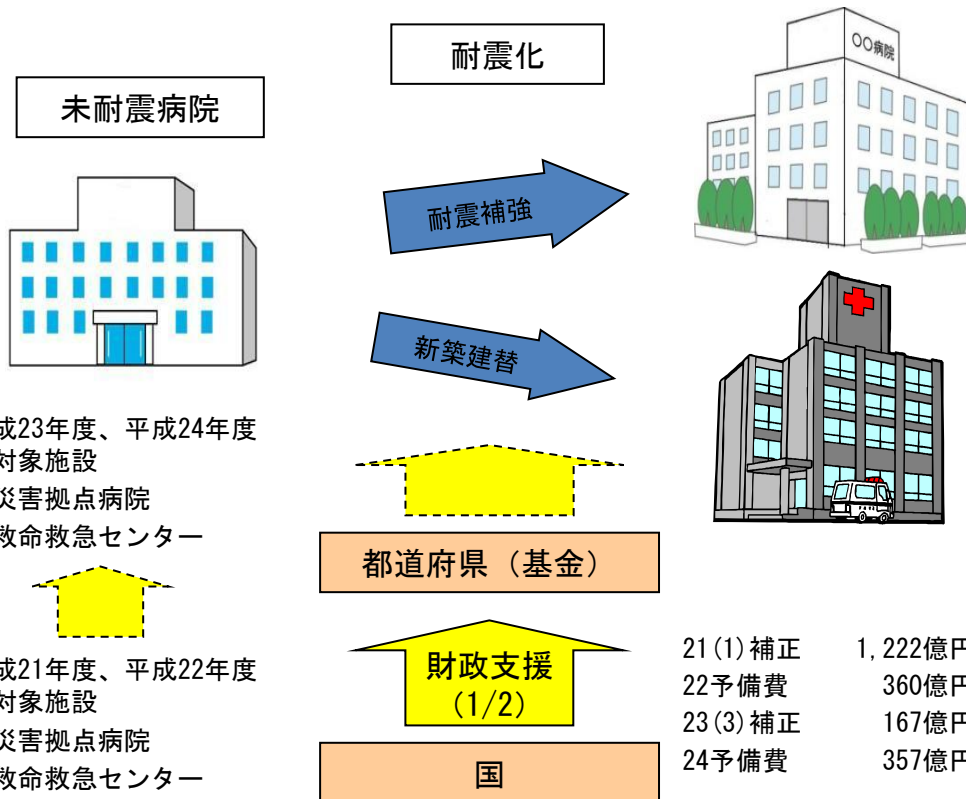 耐震化
未耐震病院
〇〇病院
耐震補強
新築建替
成23年度、平成24年度
対象施設
災害拠点病院
救命救急センター
都道府県（基金）
成21年度、平成22年度
対象施設
災害拠点病院
救命救急センター
財政支援
(1/2)
国
21(1)補正 1,222億円
22予備費 360億円
23(3)補正 167億円
24予備費 357億円